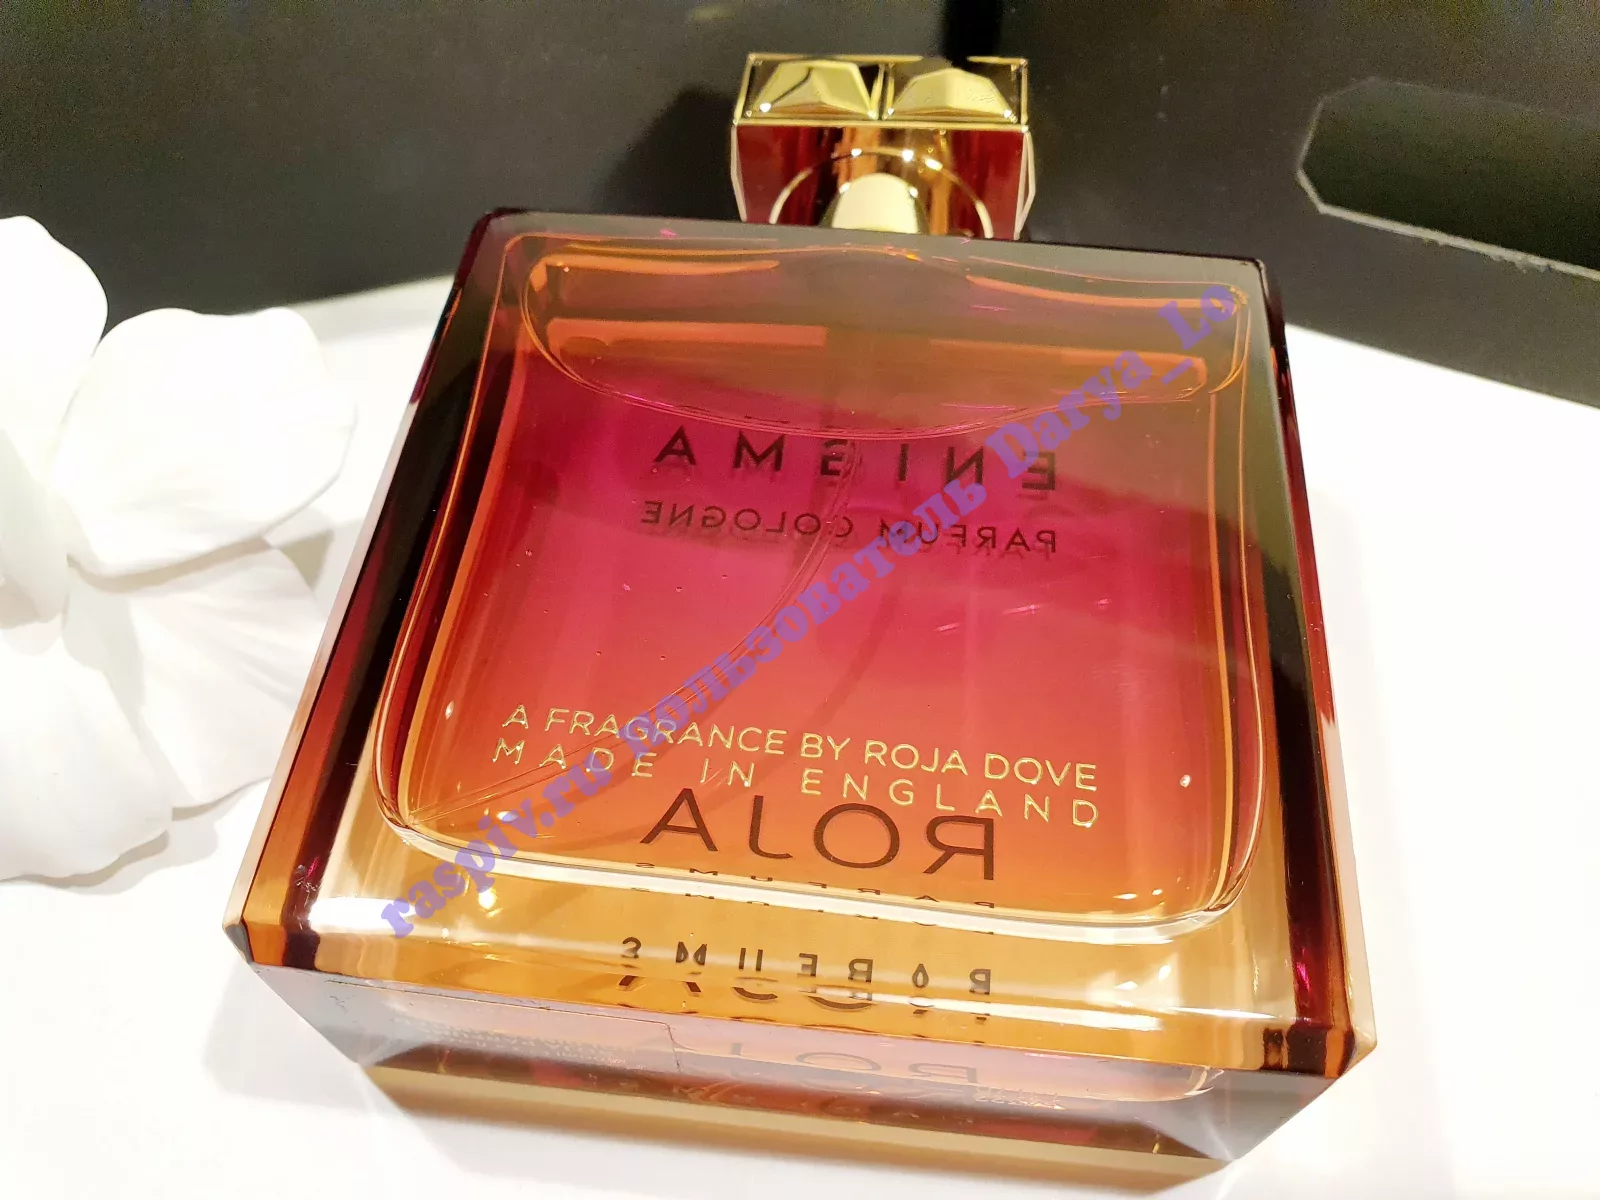 ENIGMA
PARFUM COLOGNE
A FRAGRANCE BY ROJA DOVE
MADE IN ENGLAND
ROJA
PARFUMS
raspiv.ru пользователь Darya_Lo